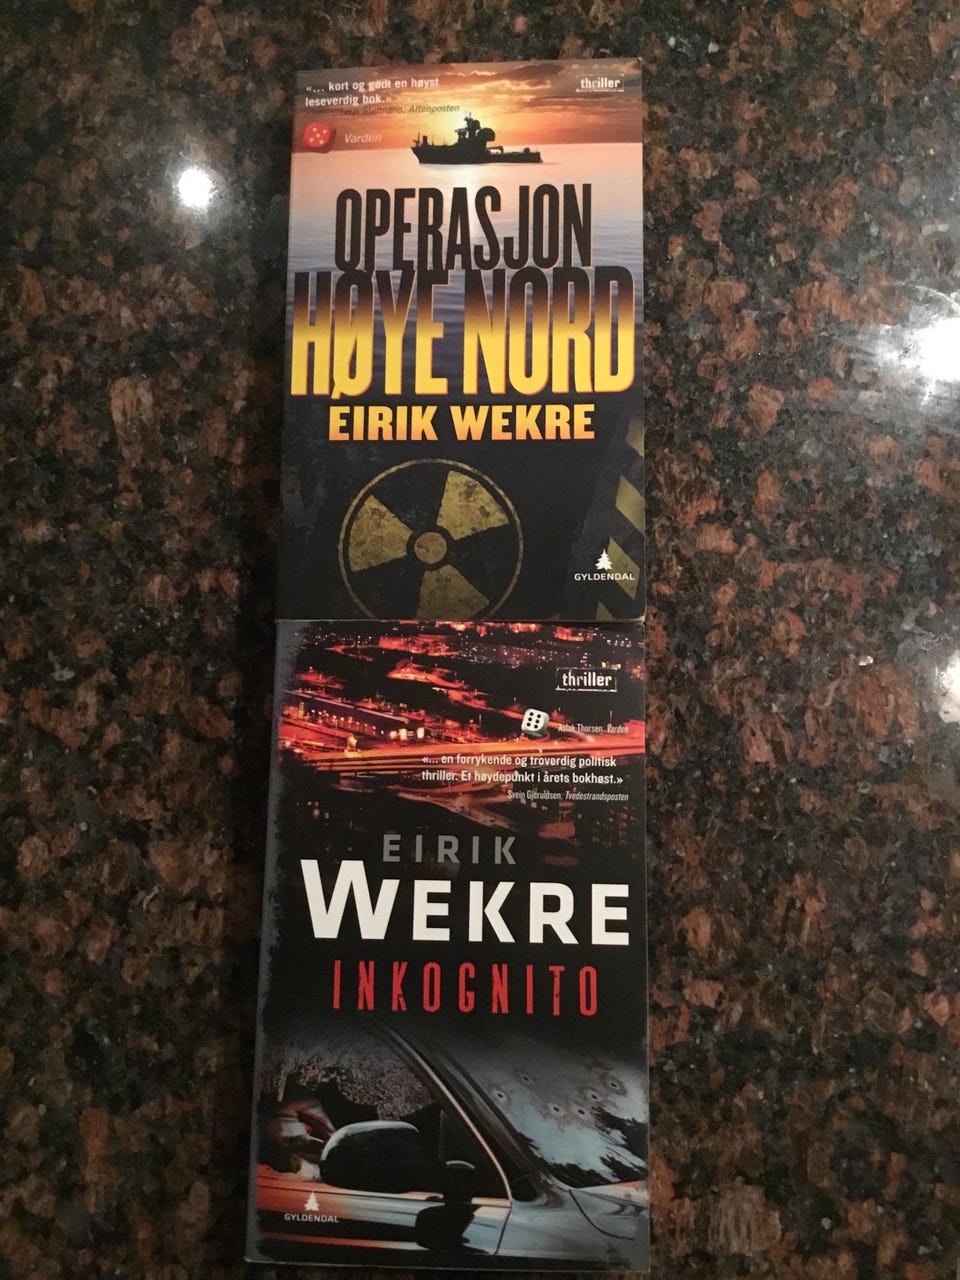 «... kort og godt en høyst
leseverdig bok.»
Aftenposten
thriller
Varden
OPERASJON
HØYE NORD
EIRIK WEKRE
GYLDENDAL
thriller
Aslak Thorsen, Varden
«... en forrykende og troverdig politisk
thriller. Et høydepunkt i årets bokhøst.»
Svein Gjeruldsen, Tvedestrandsposten
EIRIK
WEKRE
INKOGNITO
GYLDENDAL